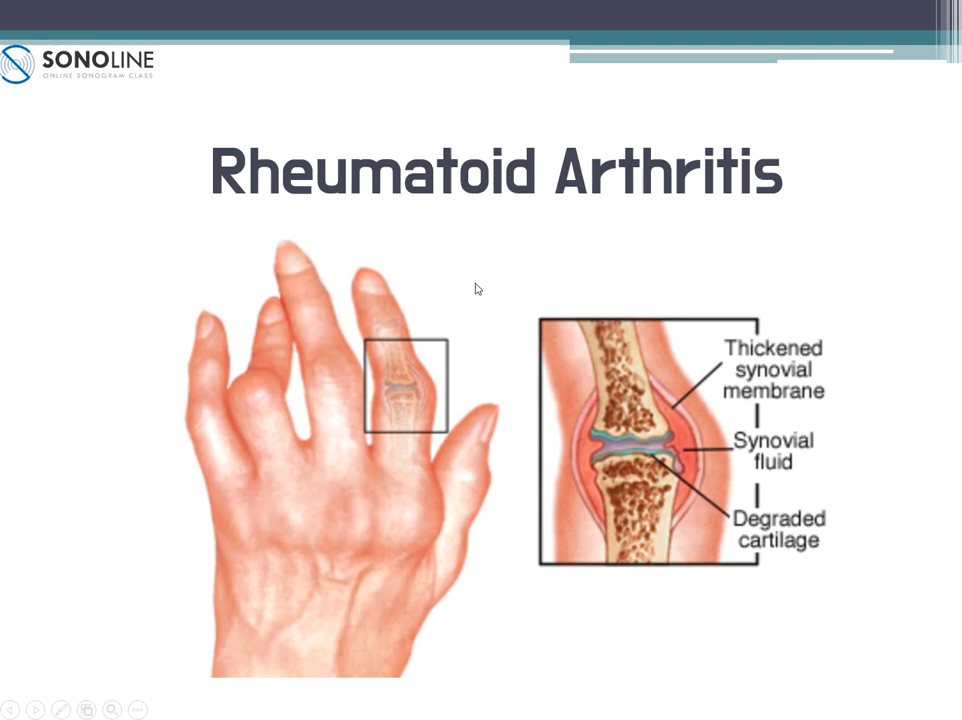 SONOLINE
ONLINE SONOGRAM CLASS
Rheumatoid Arthritis
Thickened
synovial
membrane
Synovial
fluid
Degraded
cartilage